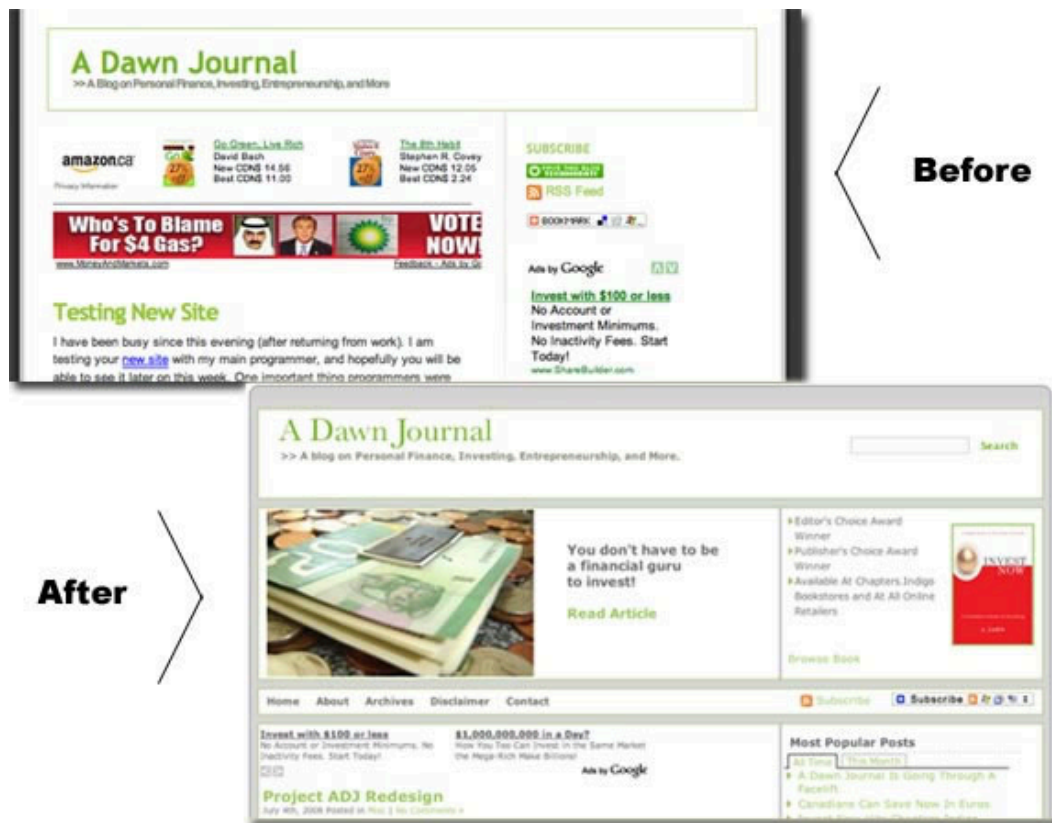 A Dawn Journal
>> A Blog on Personal Finance, Investing, Entrepreneurship, and More
Before
amazon.ca
Privacy Information
Go Green, Live Rich
David Bach
New CDN$ 14.56
Best CDN$ 11.00
The 8th Habit
Stephen R. Covey
New CDN$ 12.05
Best CDN$ 2.24
SUBSCRIBE
RSS Feed
BOOKMARK
Who's To Blame
For $4 Gas?
VOTE
NOW!
www.MoneyAndMarkets.com
Feedback - Ads by Go
Ads by Google
Invest with $100 or less
No Account or
Investment Minimums.
No Inactivity Fees. Start
Today!
www.ShareBuilder.com
Testing New Site
I have been busy since this evening (after returning from work). I am
testing your new site with my main programmer, and hopefully you will be
able to see it later on this week. One important thing programmers were
After
A Dawn Journal
>> A blog on Personal Finance, Investing, Entrepreneurship, and More.
Search
You don't have to be
a financial guru
to invest!
Read Article
Editor's Choice Award
Winner
Publisher's Choice Award
Winner
Available At Chapters.Indigo
Bookstores and At All Online
Retailers
INVEST
NOW
Browse Book
Home About Archives Disclaimer Contact
Subscribe
Subscribe
Invest with $100 or less
No Account or Investment Minimums. No
Inactivity Fees. Start Today!
$1,000,000,000 in a Day?
How You Too Can Invest in the Same Market
the Mega-Rich Make Billions!
Ads by Google
Project ADJ Redesign
July 4th, 2008 Posted in Misc | No Comments »
Most Popular Posts
All Time This Month
A Dawn Journal Is Going Through A
Facelift
Canadians Can Save Now In Euros